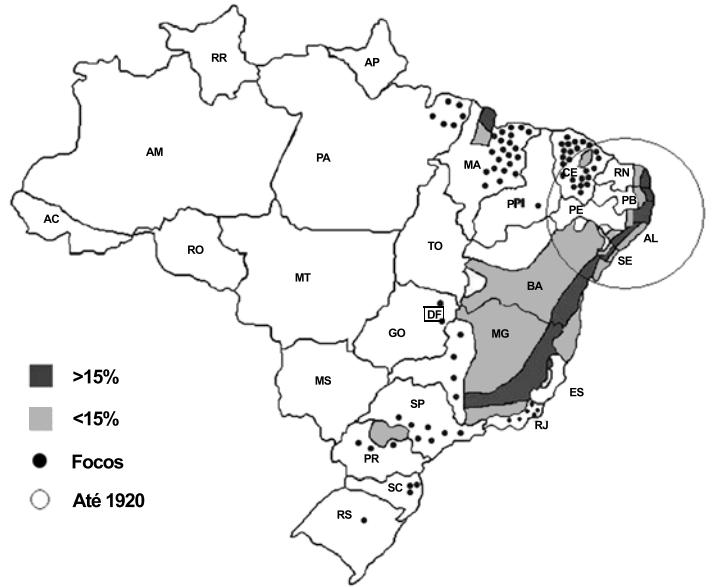 RR
AP
AM
PA
MA
CE
RN
PB
PI
PE
AL
SE
AC
RO
TO
MT
BA
DF
GO
MG
MS
ES
SP
RJ
PR
SC
RS
>15%
<15%
Focos
Até 1920